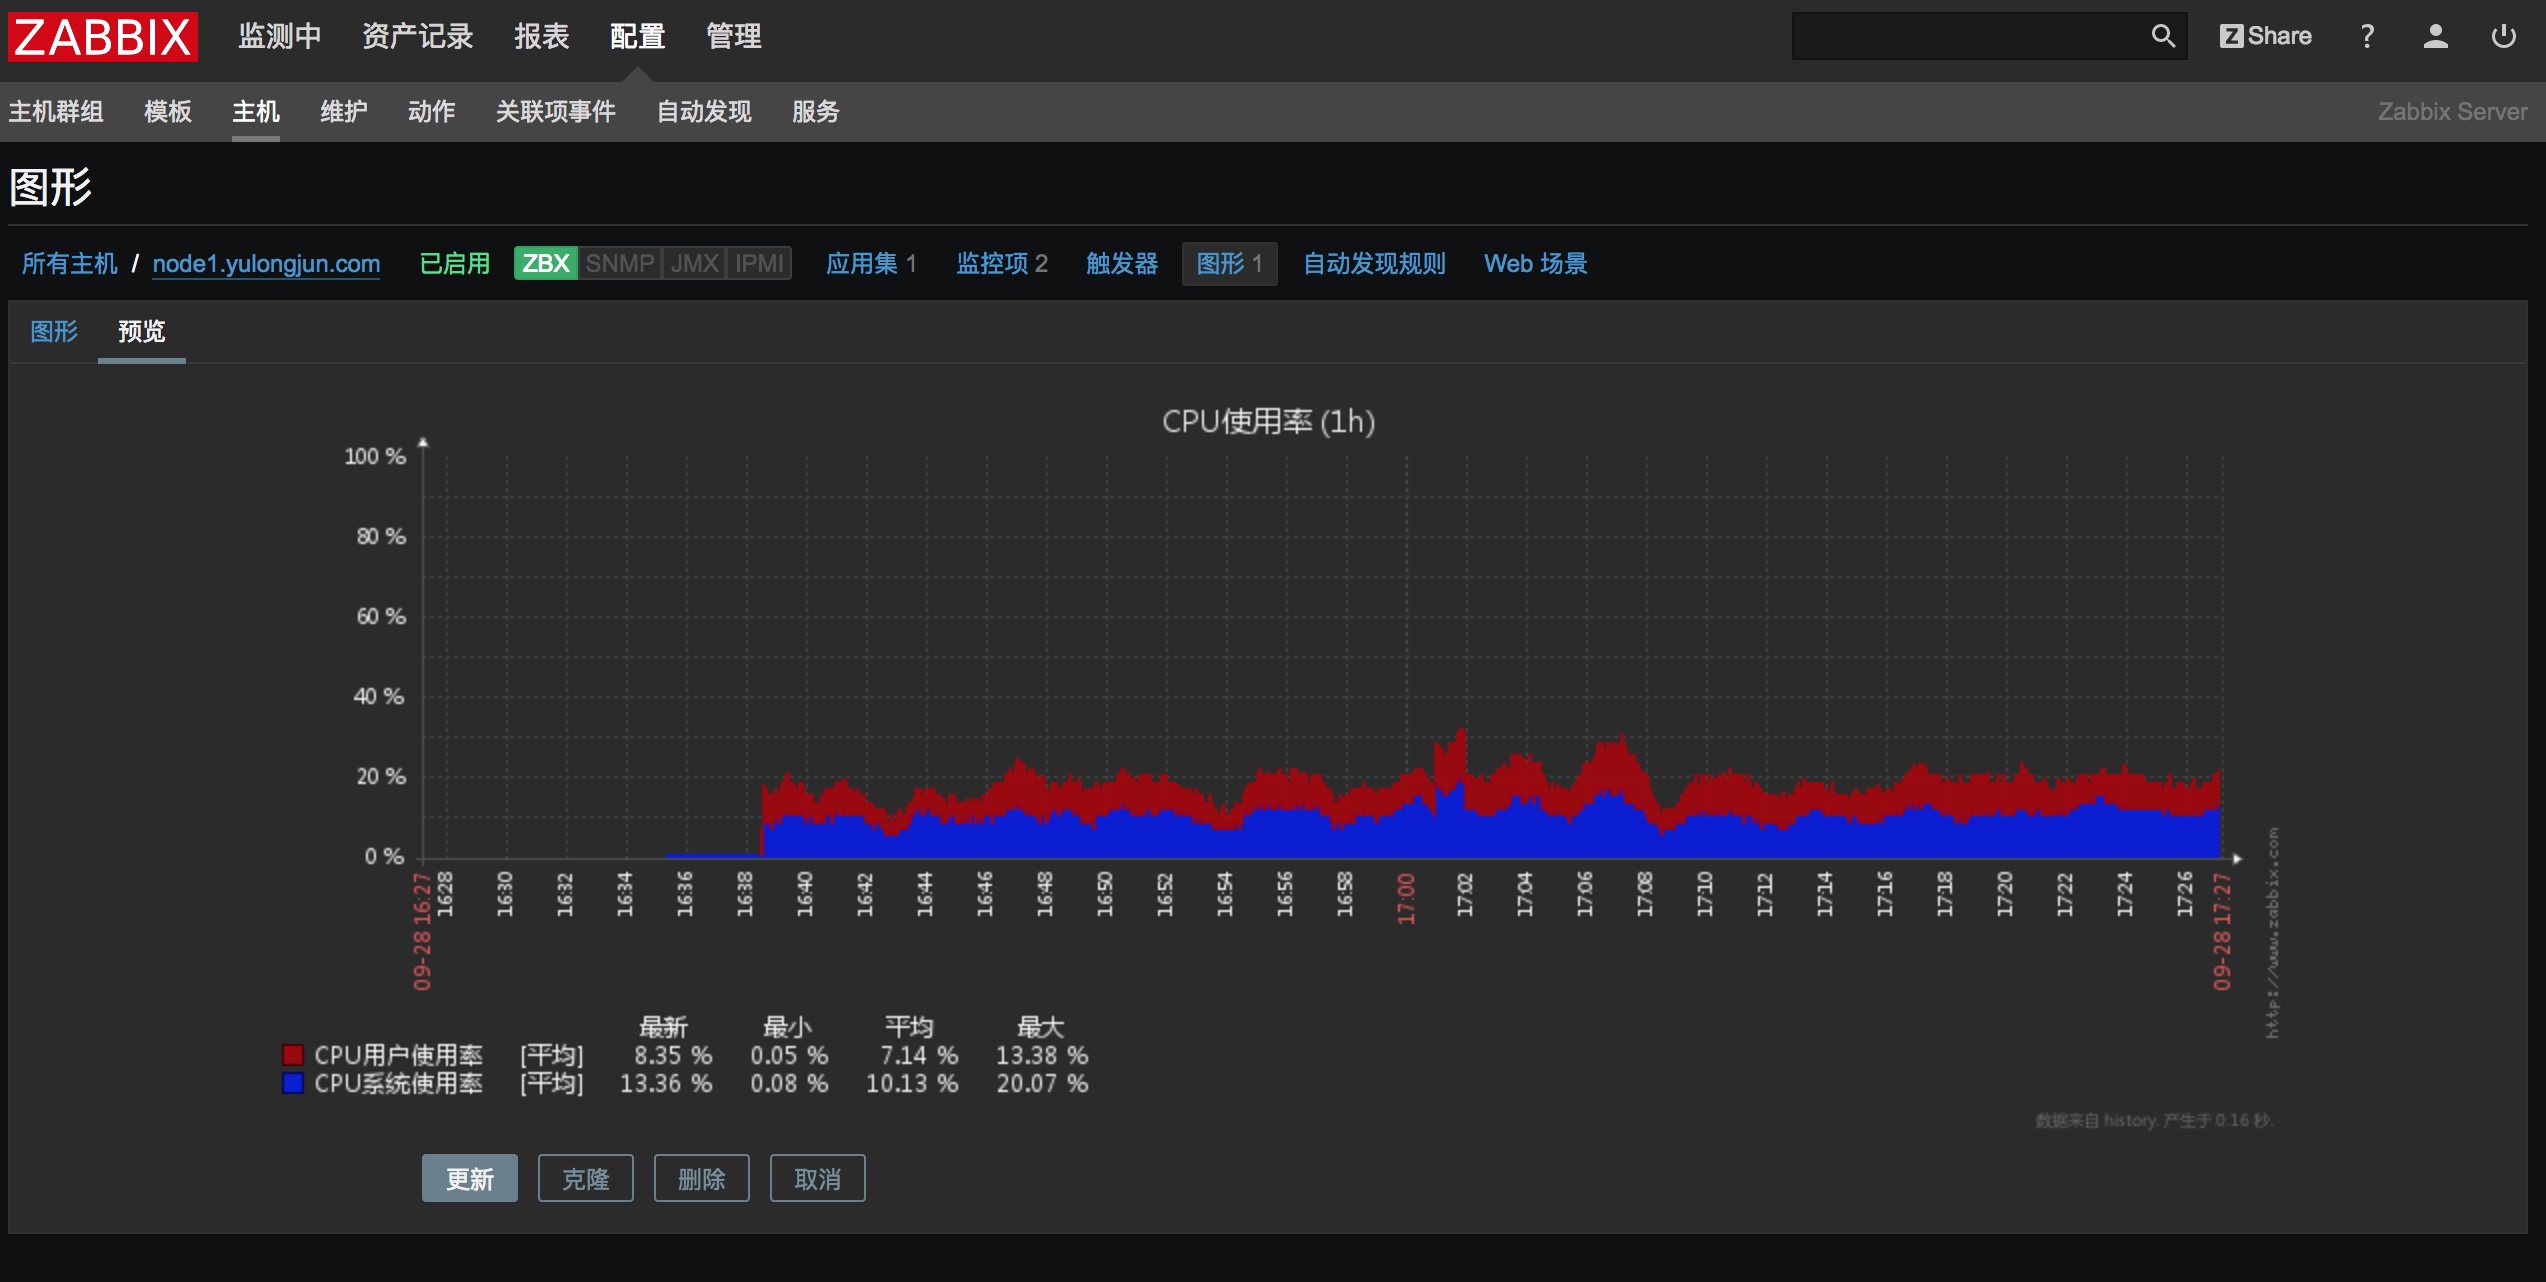 ZABBIX 监测中 资产记录 报表 配置 管理 Z Share ?
主机群组 模板 主机 维护 动作 关联项事件 自动发现 服务 Zabbix Server
图形
所有主机 / node1.yulongjun.com 已启用 ZBX SNMP JMX IPMI 应用集 1 监控项 2 触发器 图形 1 自动发现规则 Web 场景
图形 预览
CPU使用率 (1h)
100 %
80 %
60 %
40 %
20 %
0 %
09-28 16:27 16:28 16:30 16:32 16:34 16:36 16:38 16:40 16:42 16:44 16:46 16:48 16:50 16:52 16:54 16:56 16:58 17:00 17:02 17:04 17:06 17:08 17:10 17:12 17:14 17:16 17:18 17:20 17:22 17:24 17:26 09-28 17:27
http://www.zabbix.com
最新 最小 平均 最大
CPU用户使用率 [平均] 8.35 % 0.05 % 7.14 % 13.38 %
CPU系统使用率 [平均] 13.36 % 0.08 % 10.13 % 20.07 %
数据来自 history. 产生于 0.16 秒.
更新 克隆 删除 取消